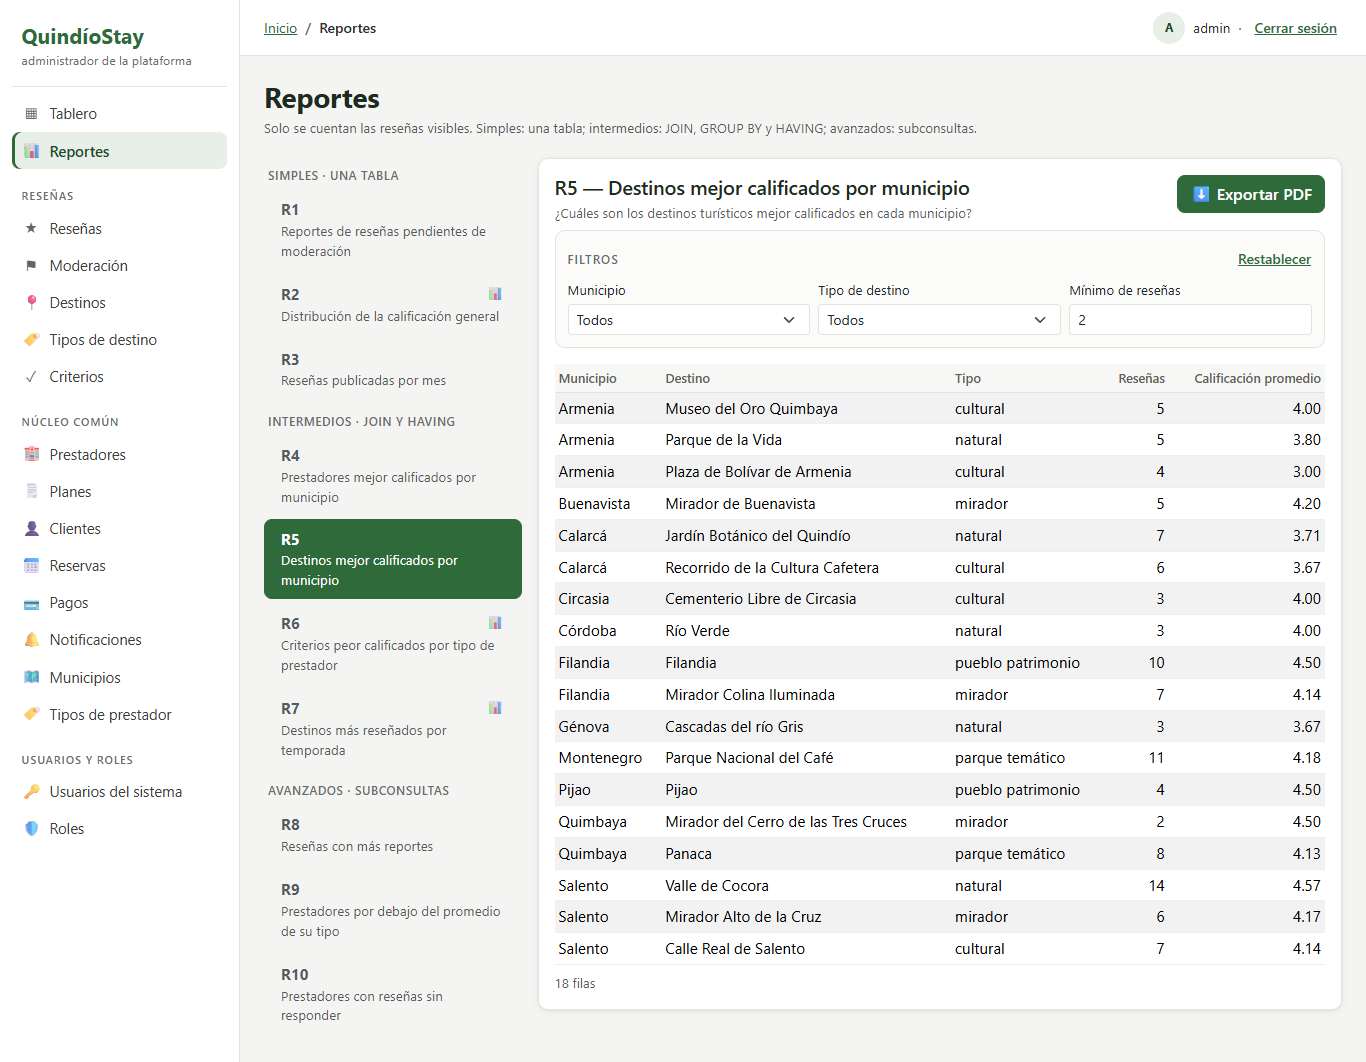 QuindíoStay
administrador de la plataforma
Tablero
Reportes
RESEÑAS
Reseñas
Moderación
Destinos
Tipos de destino
Criterios
NÚCLEO COMÚN
Prestadores
Planes
Clientes
Reservas
Pagos
Notificaciones
Municipios
Tipos de prestador
USUARIOS Y ROLES
Usuarios del sistema
Roles
Inicio / Reportes
A admin · Cerrar sesión
Reportes
Solo se cuentan las reseñas visibles. Simples: una tabla; intermedios: JOIN, GROUP BY y HAVING; avanzados: subconsultas.
SIMPLES · UNA TABLA
R1
Reportes de reseñas pendientes de
moderación
R2
Distribución de la calificación general
R3
Reseñas publicadas por mes
INTERMEDIOS · JOIN Y HAVING
R4
Prestadores mejor calificados por
municipio
R5
Destinos mejor calificados por
municipio
R6
Criterios peor calificados por tipo de
prestador
R7
Destinos más reseñados por
temporada
AVANZADOS · SUBCONSULTAS
R8
Reseñas con más reportes
R9
Prestadores por debajo del promedio
de su tipo
R10
Prestadores con reseñas sin
responder
R5 — Destinos mejor calificados por municipio
¿Cuáles son los destinos turísticos mejor calificados en cada municipio?
Exportar PDF
FILTROS
Restablecer
Municipio Tipo de destino Mínimo de reseñas
Todos Todos 2
Municipio Destino Tipo Reseñas Calificación promedio
Armenia Museo del Oro Quimbaya cultural 5 4.00
Armenia Parque de la Vida natural 5 3.80
Armenia Plaza de Bolívar de Armenia cultural 4 3.00
Buenavista Mirador de Buenavista mirador 5 4.20
Calarcá Jardín Botánico del Quindío natural 7 3.71
Calarcá Recorrido de la Cultura Cafetera cultural 6 3.67
Circasia Cementerio Libre de Circasia cultural 3 4.00
Córdoba Río Verde natural 3 4.00
Filandia Filandia pueblo patrimonio 10 4.50
Filandia Mirador Colina Iluminada mirador 7 4.14
Génova Cascadas del río Gris natural 3 3.67
Montenegro Parque Nacional del Café parque temático 11 4.18
Pijao Pijao pueblo patrimonio 4 4.50
Quimbaya Mirador del Cerro de las Tres Cruces mirador 2 4.50
Quimbaya Panaca parque temático 8 4.13
Salento Valle de Cocora natural 14 4.57
Salento Mirador Alto de la Cruz mirador 6 4.17
Salento Calle Real de Salento cultural 7 4.14
18 filas